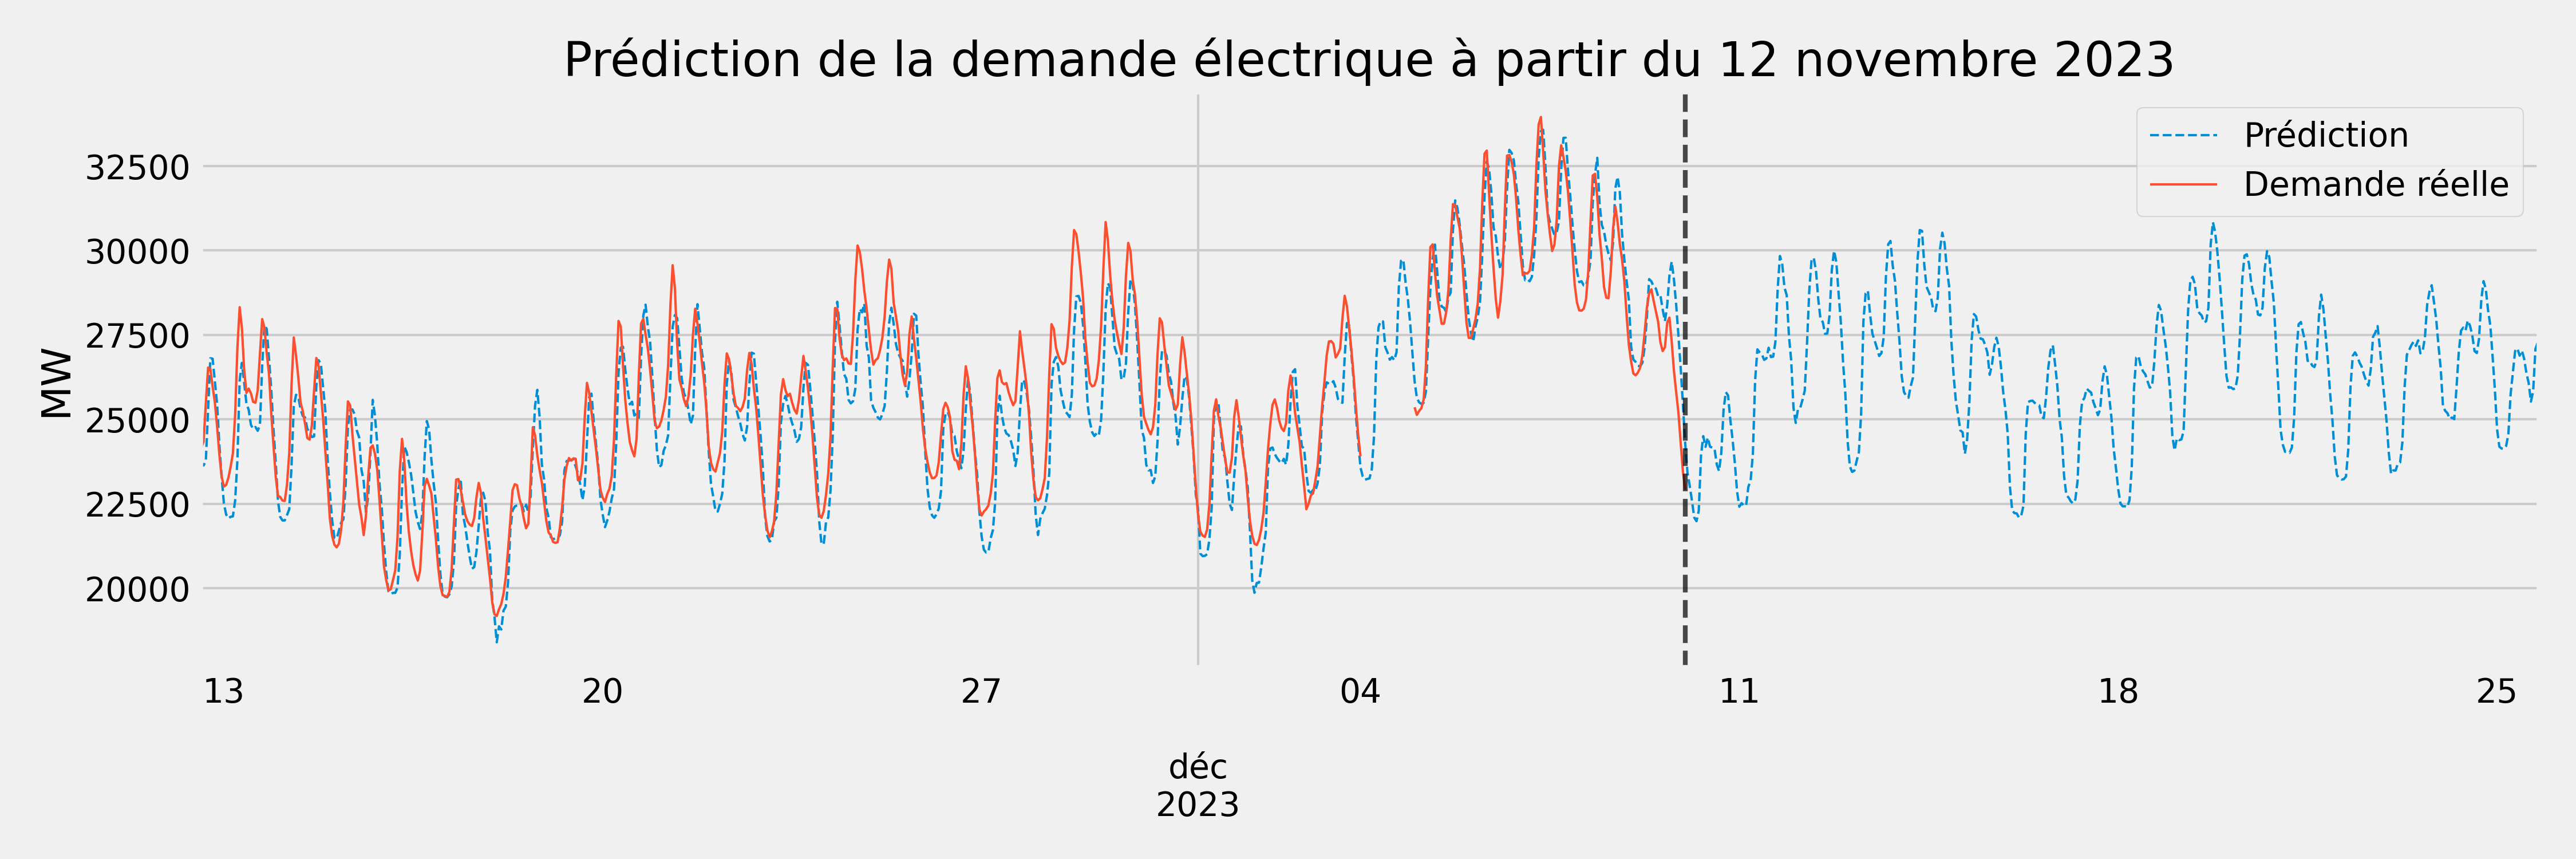 Prédiction de la demande électrique à partir du 12 novembre 2023
Prédiction
Demande réelle
MW
32500
30000
27500
25000
22500
20000
13 20 27 04 11 18 25
déc
2023